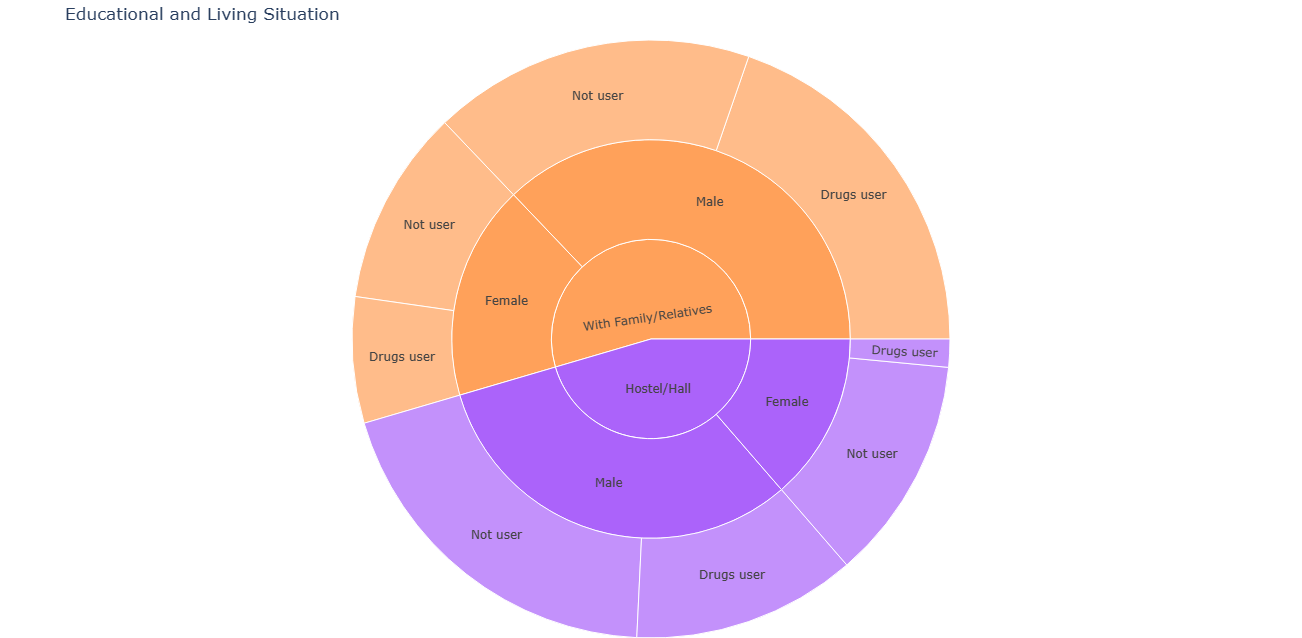 Educational and Living Situation
Not user
Drugs user
Male
Not user
Female
With Family/Relatives
Drugs user
Drugs user
Hostel/Hall
Female
Not user
Male
Not user
Drugs user